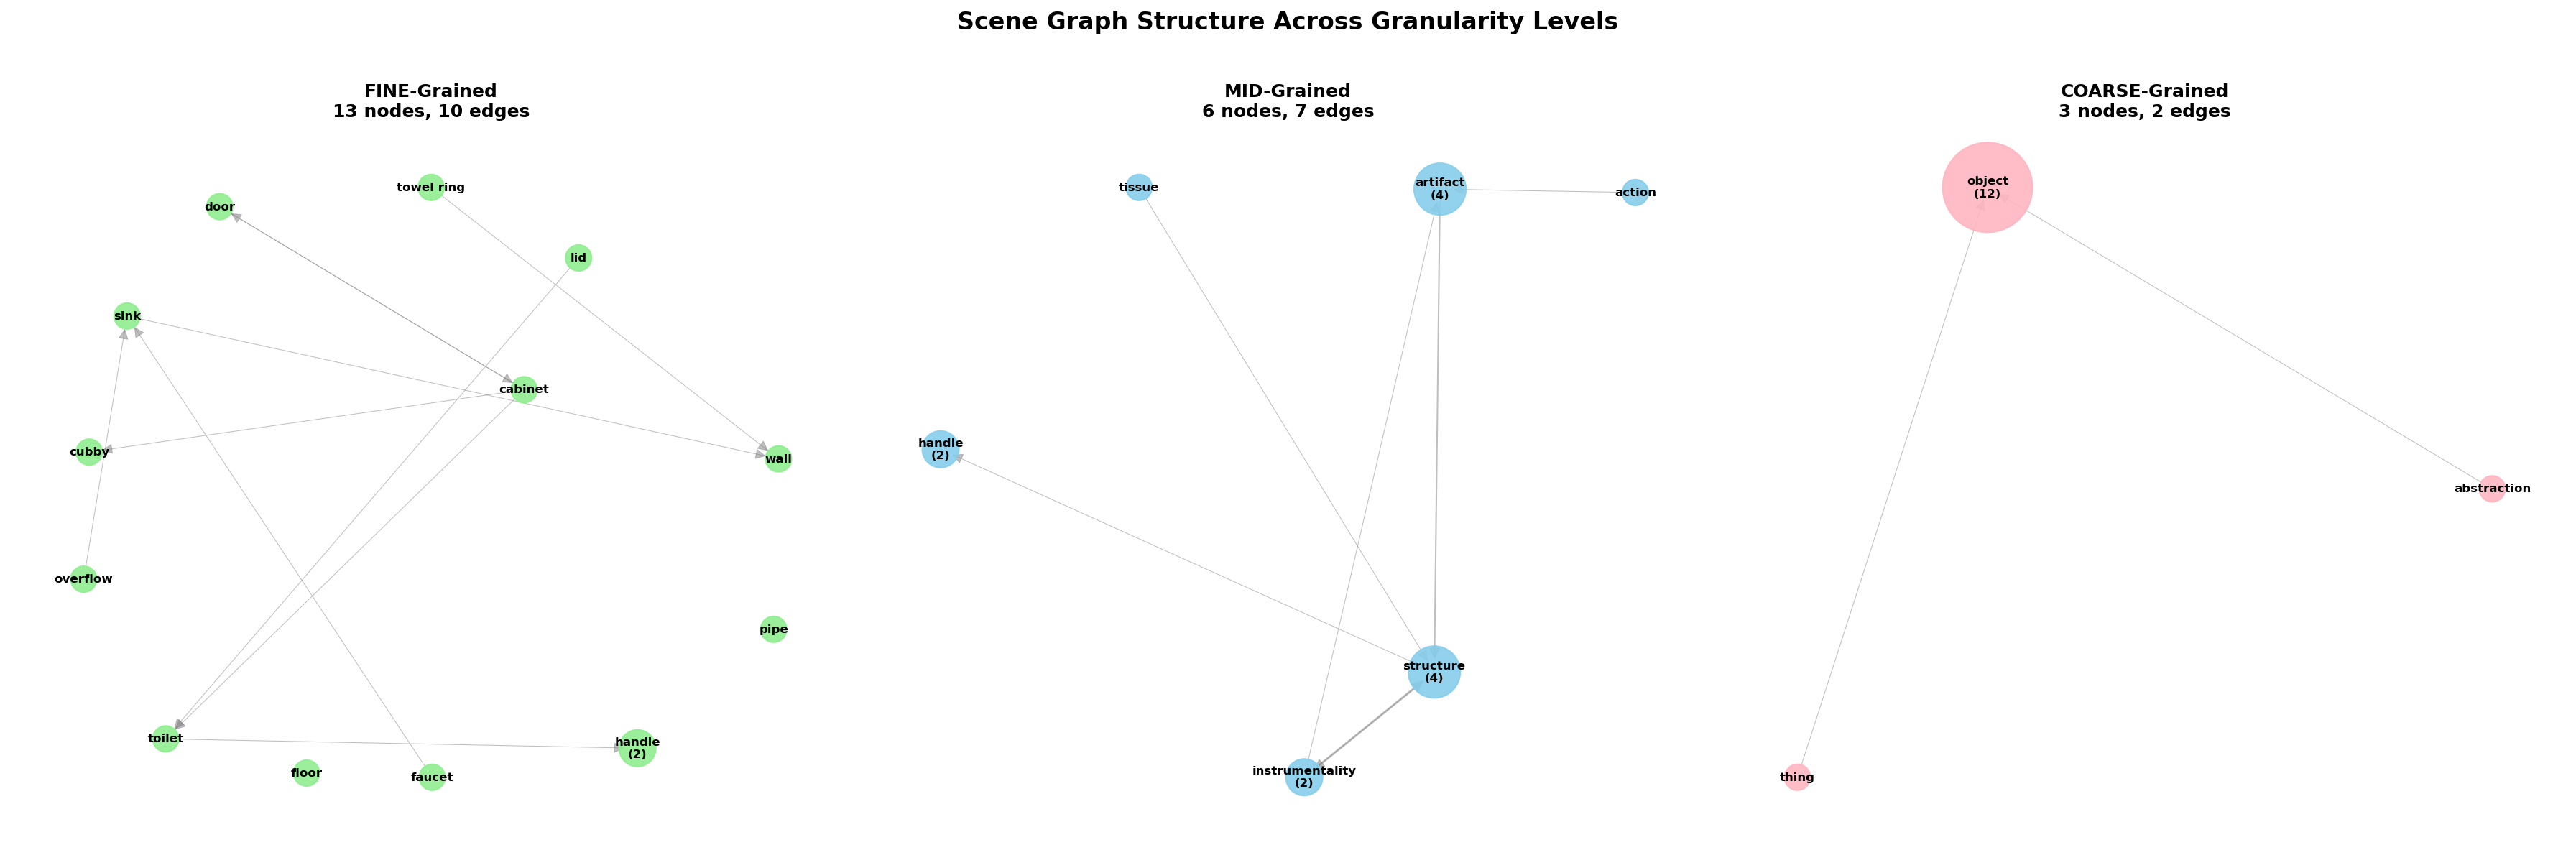 Scene Graph Structure Across Granularity Levels
FINE-Grained
13 nodes, 10 edges
towel ring
door
lid
sink
cabinet
cubby
wall
overflow
pipe
toilet
handle
(2)
floor
faucet
MID-Grained
6 nodes, 7 edges
tissue
artifact
(4)
action
handle
(2)
structure
(4)
instrumentality
(2)
COARSE-Grained
3 nodes, 2 edges
object
(12)
abstraction
thing